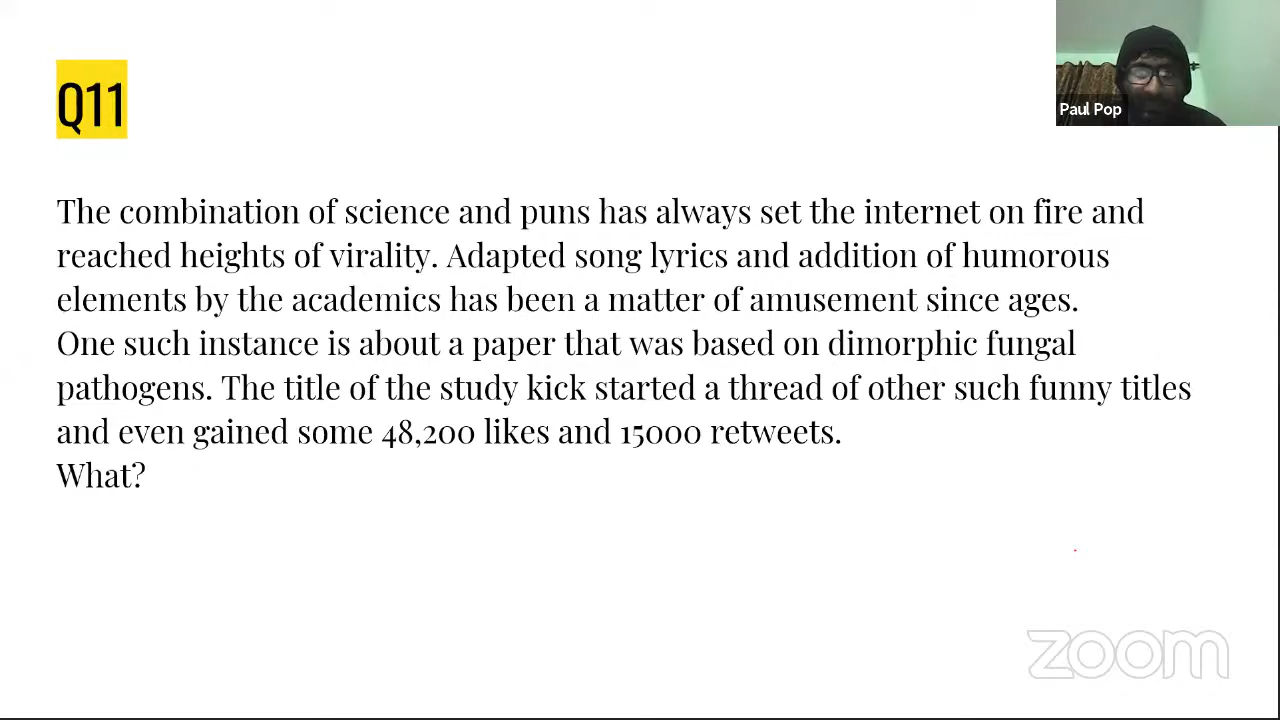 Q11
Paul Pop
The combination of science and puns has always set the internet on fire and
reached heights of virality. Adapted song lyrics and addition of humorous
elements by the academics has been a matter of amusement since ages.
One such instance is about a paper that was based on dimorphic fungal
pathogens. The title of the study kick started a thread of other such funny titles
and even gained some 48,200 likes and 15000 retweets.
What?
zoom